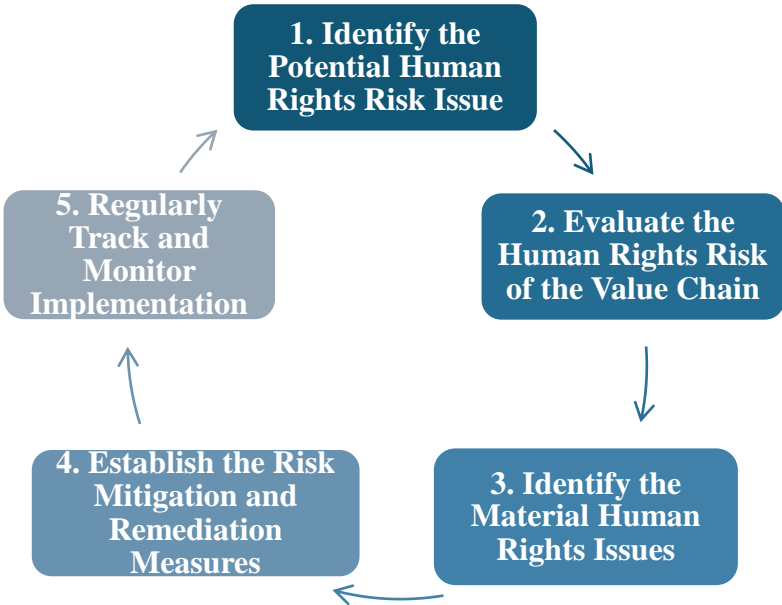 1. Identify the
Potential Human
Rights Risk Issue
2. Evaluate the
Human Rights Risk
of the Value Chain
3. Identify the
Material Human
Rights Issues
4. Establish the Risk
Mitigation and
Remediation
Measures
5. Regularly
Track and
Monitor
Implementation